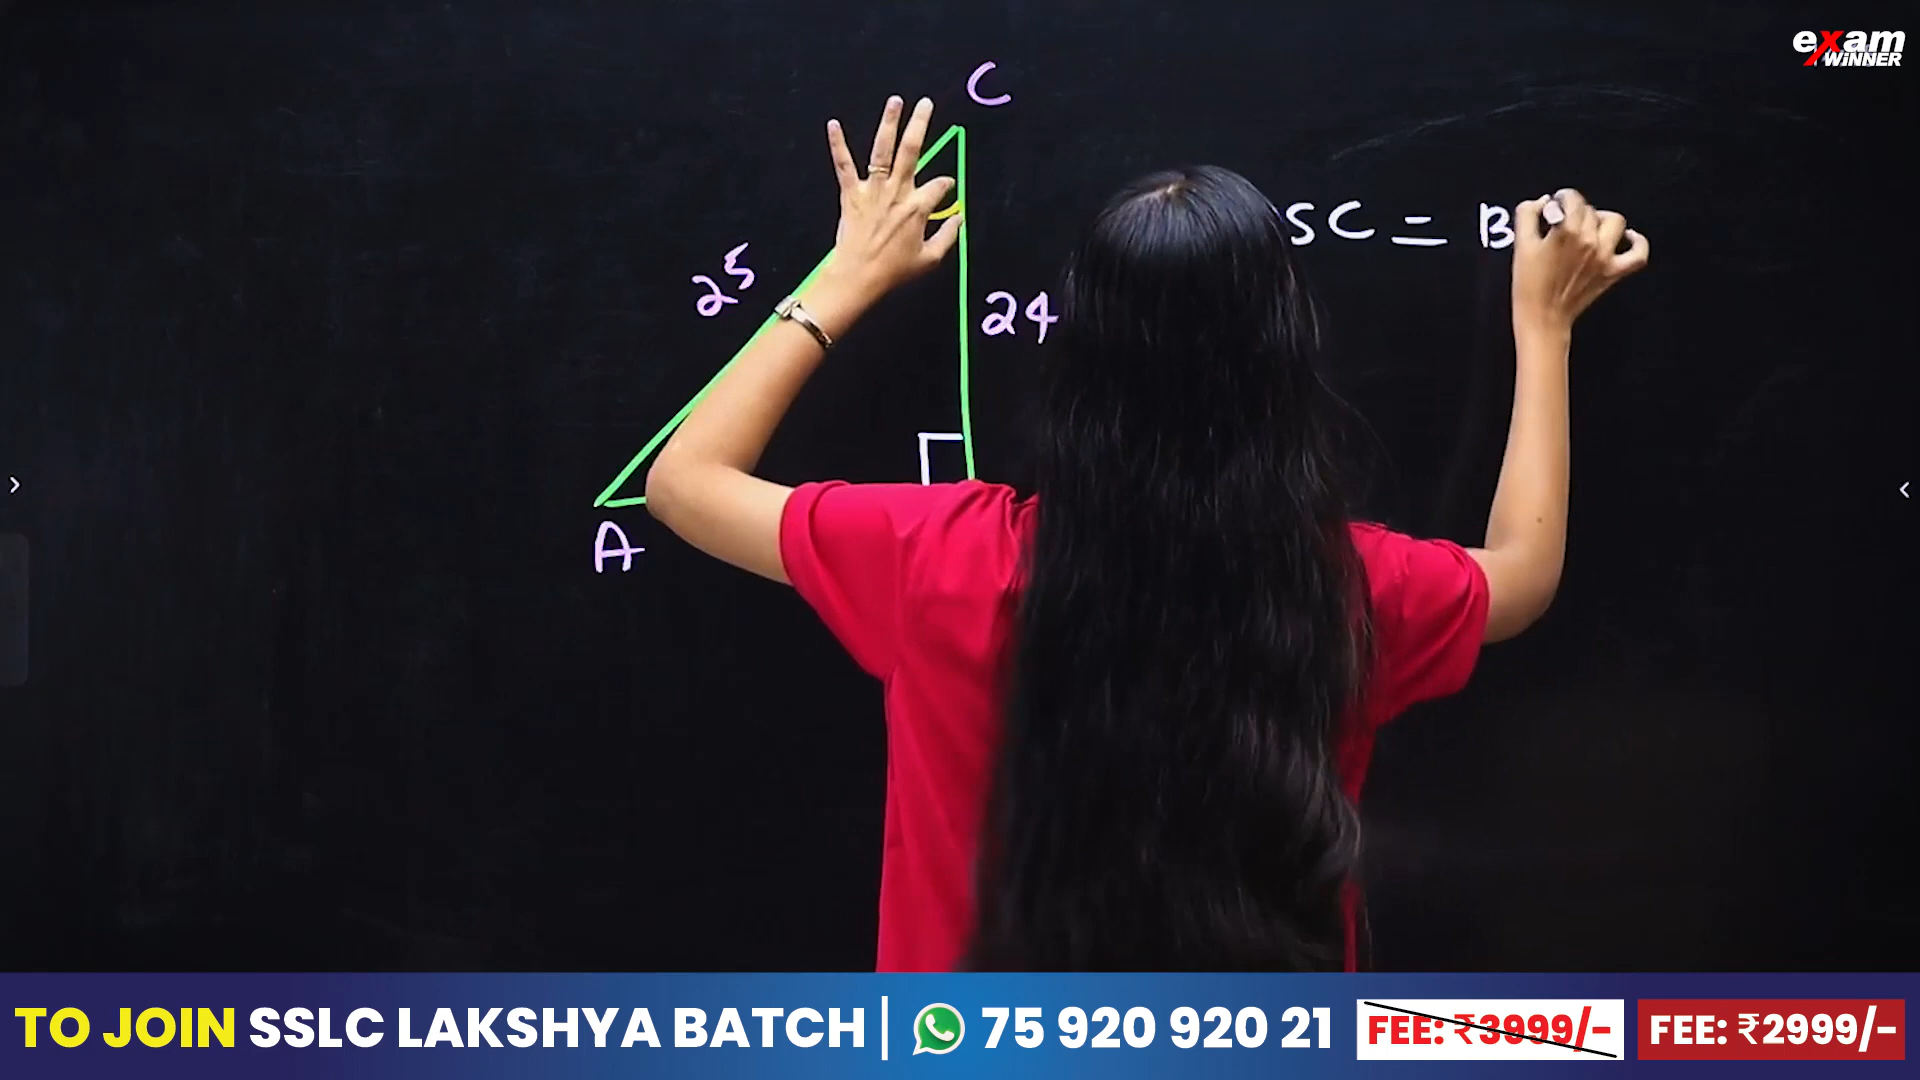 exam
WINNER
C
SC = B
25
24
A
TO JOIN SSLC LAKSHYA BATCH | 75 920 920 21 FEE: ₹3999/- FEE: ₹2999/-